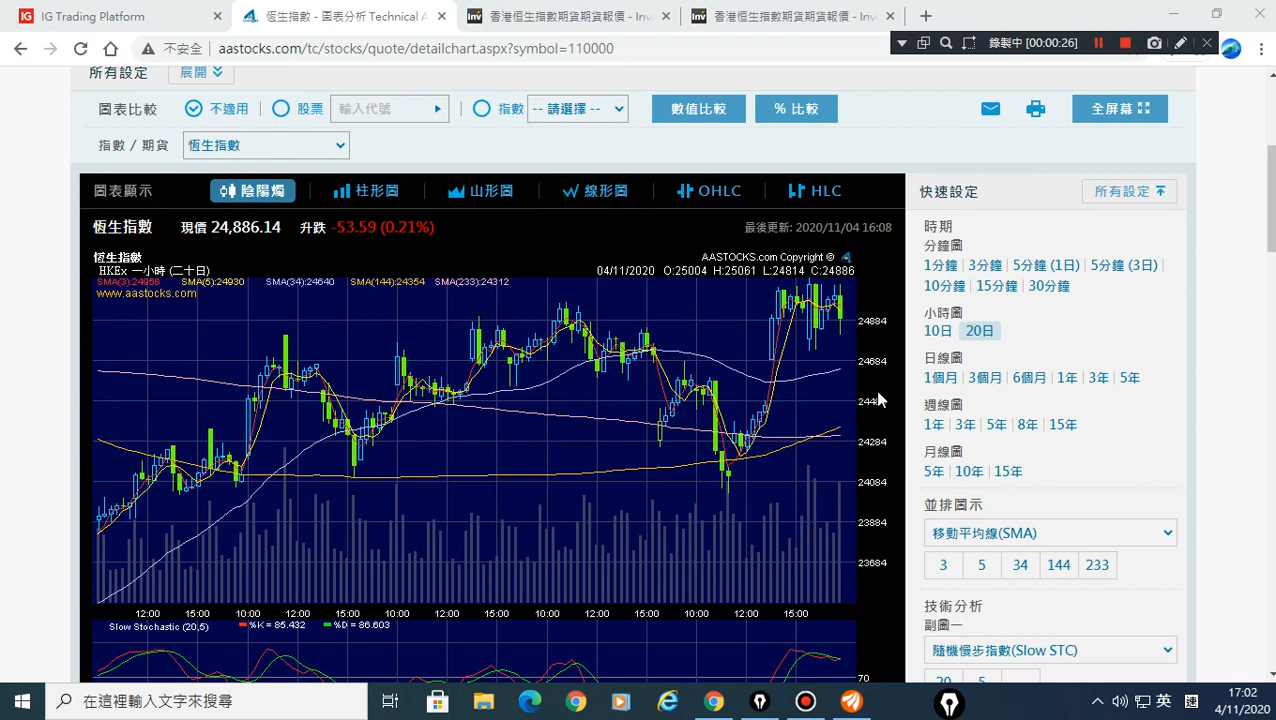 IG Trading Platform
恆生指數 - 圖表分析 Technical A
香港恒生指數期貨期貨報價 - Inv
香港恒生指數期貨期貨報價 - Inv
不安全
aastocks.com/tc/stocks/quote/detailchart.aspx?symbol=110000
錄製中 [00:00:26]
所有設定 展開
圖表比較 不適用 股票 輸入代號 指數 -- 請選擇 -- 數值比較 % 比較 全屏幕
指數 / 期貨 恆生指數
圖表顯示 陰陽燭 柱形圖 山形圖 線形圖 OHLC HLC
恆生指數 現價 24,886.14 升跌 -53.59 (0.21%) 最後更新: 2020/11/04 16:08
恆生指數 AASTOCKS.com Copyright ©
HKEx 一小時 (二十日) 04/11/2020 O:25004 H:25061 L:24814 C:24886
SMA(3):24958 SMA(5):24930 SMA(34):24640 SMA(144):24354 SMA(233):24312
www.aastocks.com
24884
24684
24284
24084
23884
23684
12:00 15:00 10:00 12:00 15:00 10:00 12:00 15:00 10:00 12:00 15:00 10:00 12:00 15:00
Slow Stochastic (20,5) %K = 85.432 %D = 86.603
70
快速設定 所有設定
時期
分鐘圖
1分鐘 3分鐘 5分鐘 (1日) 5分鐘 (3日)
10分鐘 15分鐘 30分鐘
小時圖
10日 20日
日線圖
1個月 3個月 6個月 1年 3年 5年
週線圖
1年 3年 5年 8年 15年
月線圖
5年 10年 15年
並排圖示
移動平均線(SMA)
3 5 34 144 233
技術分析
副圖一
隨機慢步指數(Slow STC)
20 5
在這裡輸入文字來搜尋
英
17:02
4/11/2020